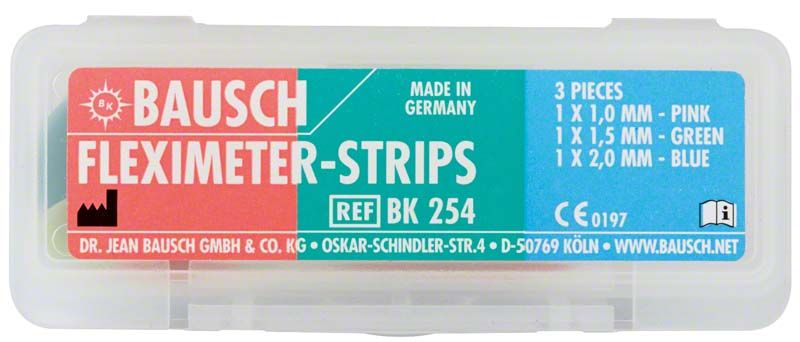 BK
BAUSCH
FLEXIMETER-STRIPS
REF BK 254
MADE IN
GERMANY
3 PIECES
1 X 1,0 MM - PINK
1 X 1,5 MM - GREEN
1 X 2,0 MM - BLUE
CE 0197
i
DR. JEAN BAUSCH GMBH & CO. KG • OSKAR-SCHINDLER-STR.4 • D-50769 KÖLN • WWW.BAUSCH.NET